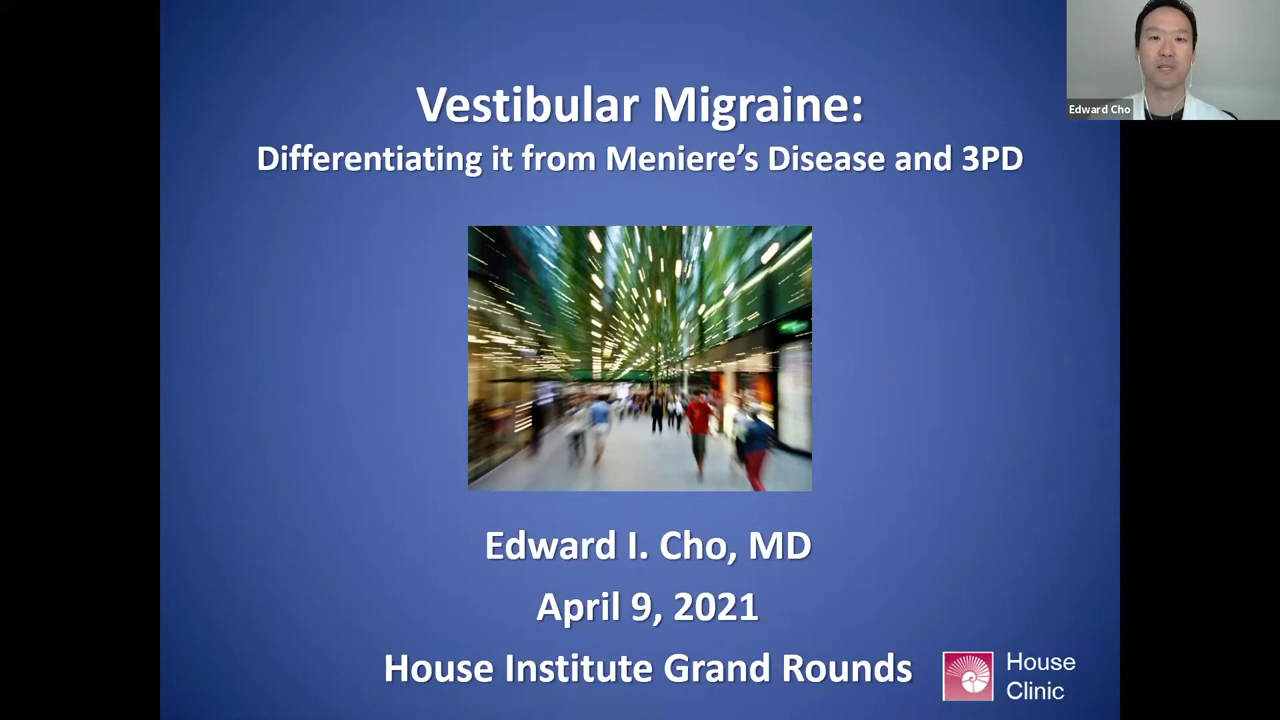 Vestibular Migraine:
Differentiating it from Meniere's Disease and 3PD
Edward Cho
Edward I. Cho, MD
April 9, 2021
House Institute Grand Rounds
House
Clinic